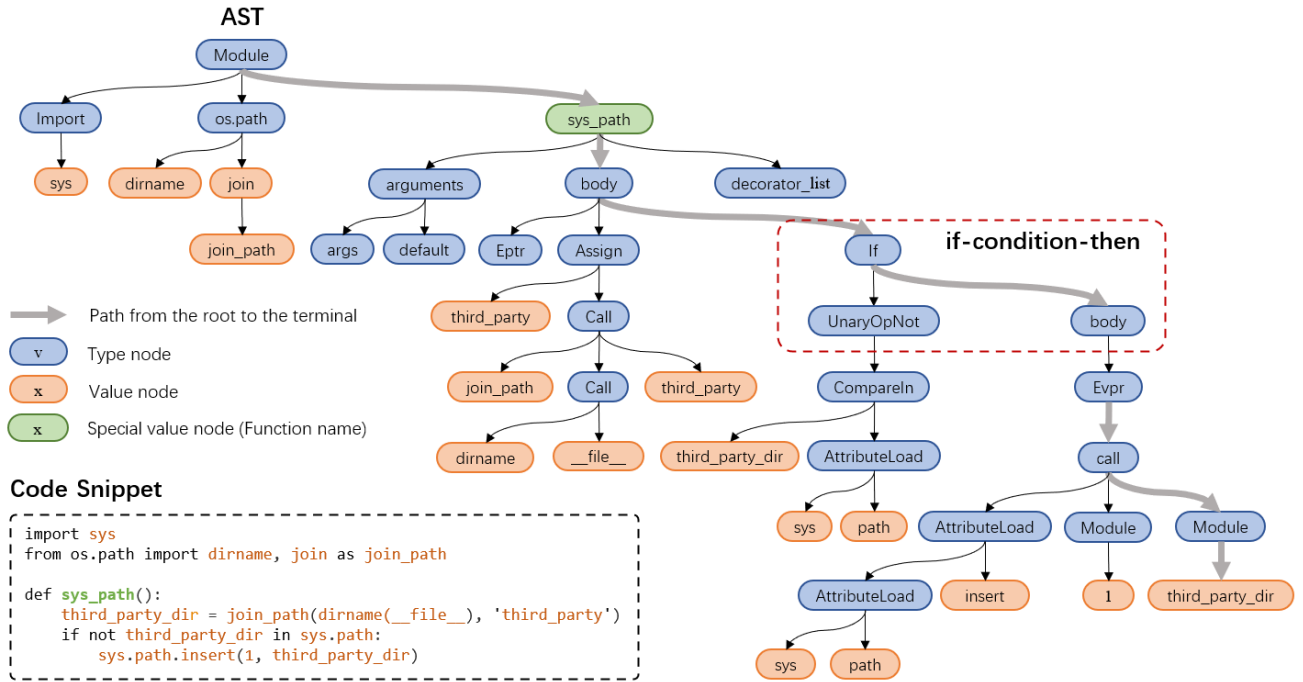 AST
Module
Import
os.path
sys_path
sys
dirname
join
arguments
body
decorator_list
join_path
args
default
Eptr
Assign
If
if-condition-then
third_party
Call
UnaryOpNot
body
Path from the root to the terminal
v
Type node
x
Value node
x
Special value node (Function name)
join_path
Call
third_party
CompareIn
Evpr
dirname
__file__
third_party_dir
AttributeLoad
call
sys
path
AttributeLoad
Module
Module
AttributeLoad
insert
1
third_party_dir
sys
path
Code Snippet
import sys
from os.path import dirname, join as join_path
def sys_path():
third_party_dir = join_path(dirname(__file__), 'third_party')
if not third_party_dir in sys.path:
sys.path.insert(1, third_party_dir)